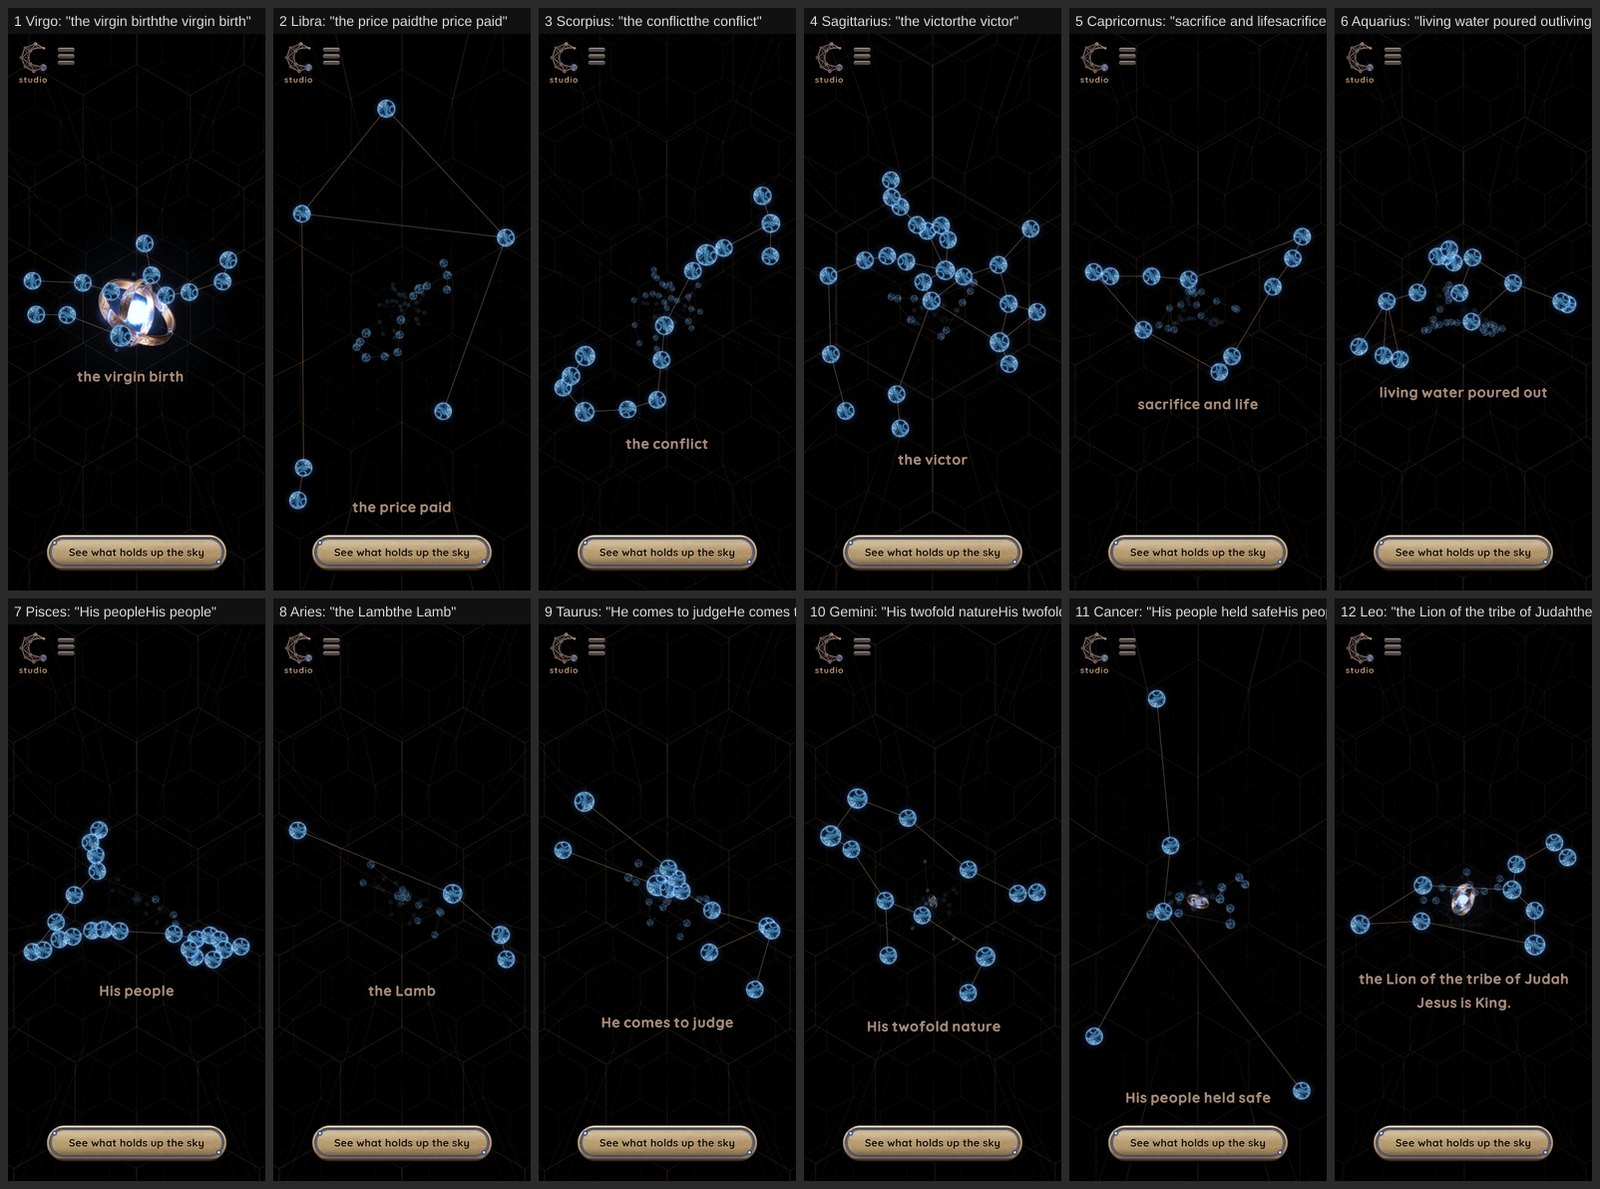 1 Virgo: "the virgin birththe virgin birth"
studio
the virgin birth
See what holds up the sky
2 Libra: "the price paidthe price paid"
studio
the price paid
See what holds up the sky
3 Scorpius: "the conflictthe conflict"
studio
the conflict
See what holds up the sky
4 Sagittarius: "the victorthe victor"
studio
the victor
See what holds up the sky
5 Capricornus: "sacrifice and lifesacrifice
studio
sacrifice and life
See what holds up the sky
6 Aquarius: "living water poured outliving
studio
living water poured out
See what holds up the sky
7 Pisces: "His peopleHis people"
studio
His people
See what holds up the sky
8 Aries: "the Lambthe Lamb"
studio
the Lamb
See what holds up the sky
9 Taurus: "He comes to judgeHe comes t
studio
He comes to judge
See what holds up the sky
10 Gemini: "His twofold natureHis twofold
studio
His twofold nature
See what holds up the sky
11 Cancer: "His people held safeHis peop
studio
His people held safe
See what holds up the sky
12 Leo: "the Lion of the tribe of Judahthe
studio
the Lion of the tribe of Judah
Jesus is King.
See what holds up the sky